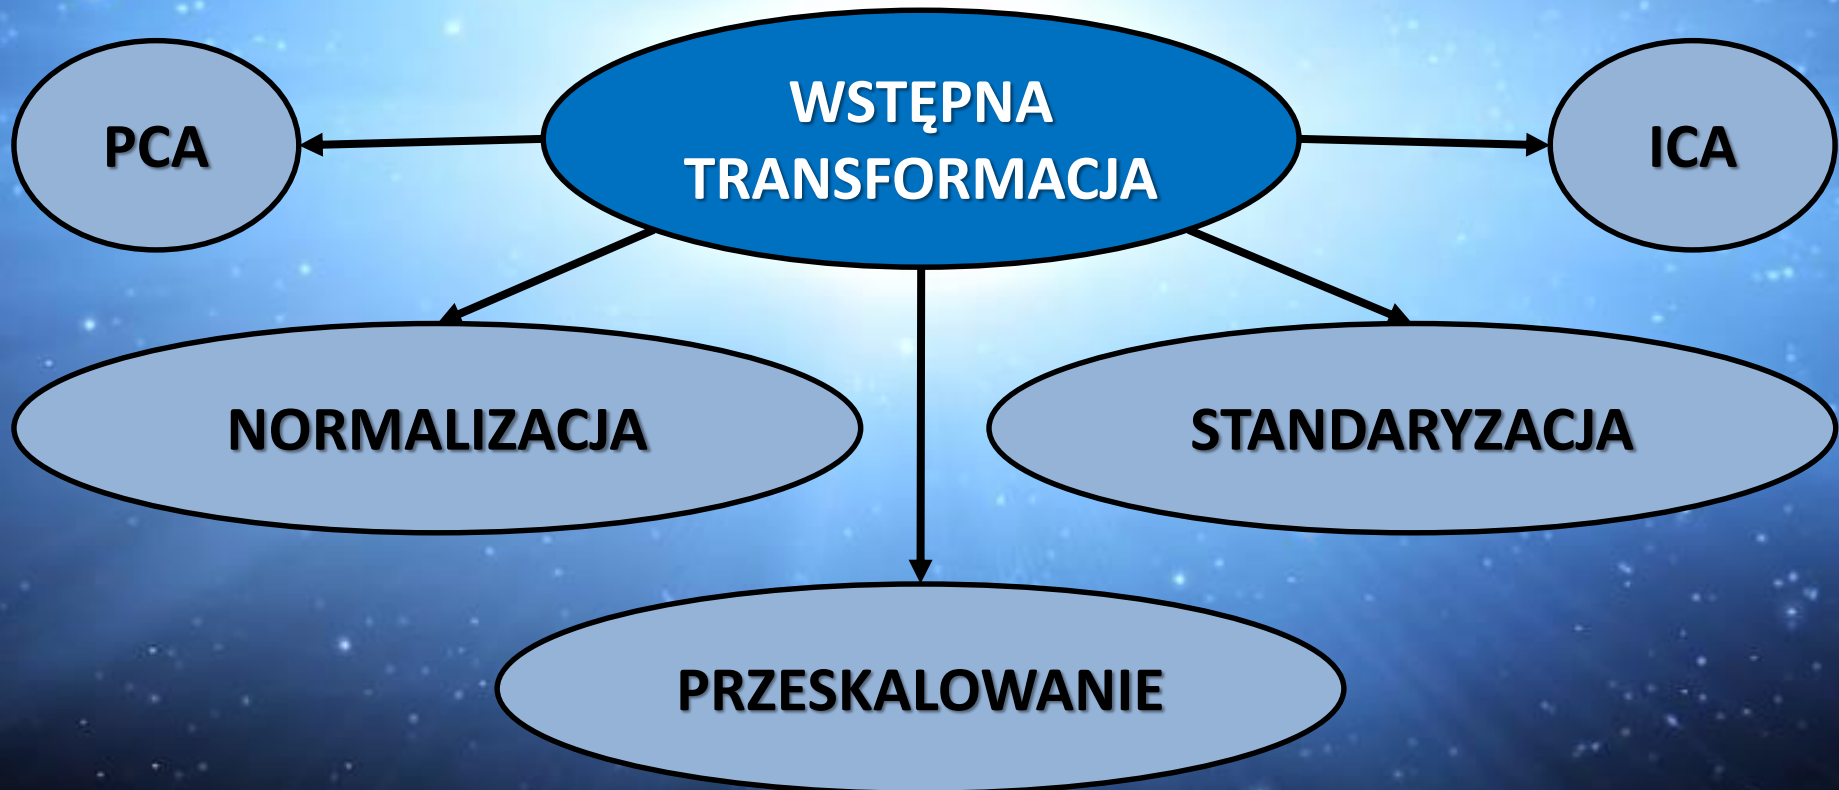 WSTĘPNA
TRANSFORMACJA
PCA
ICA
NORMALIZACJA
STANDARYZACJA
PRZESKALOWANIE